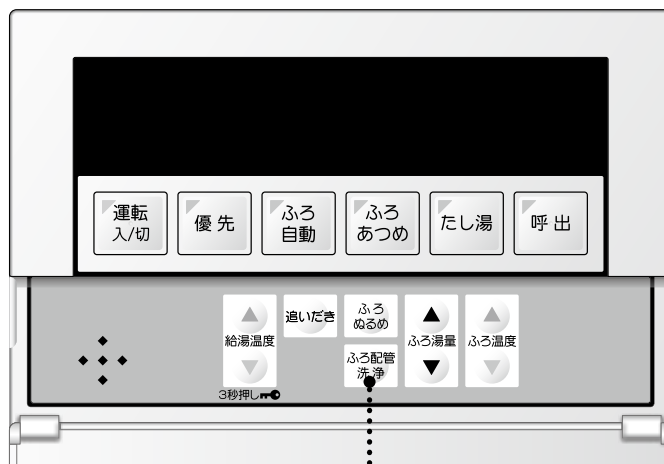 運転
入/切
優先
ふろ
自動
ふろ
あつめ
たし湯
呼出
給湯温度
3秒押し
追いだき
ふろ
ぬるめ
ふろ配管
洗浄
ふろ湯量
ふろ温度